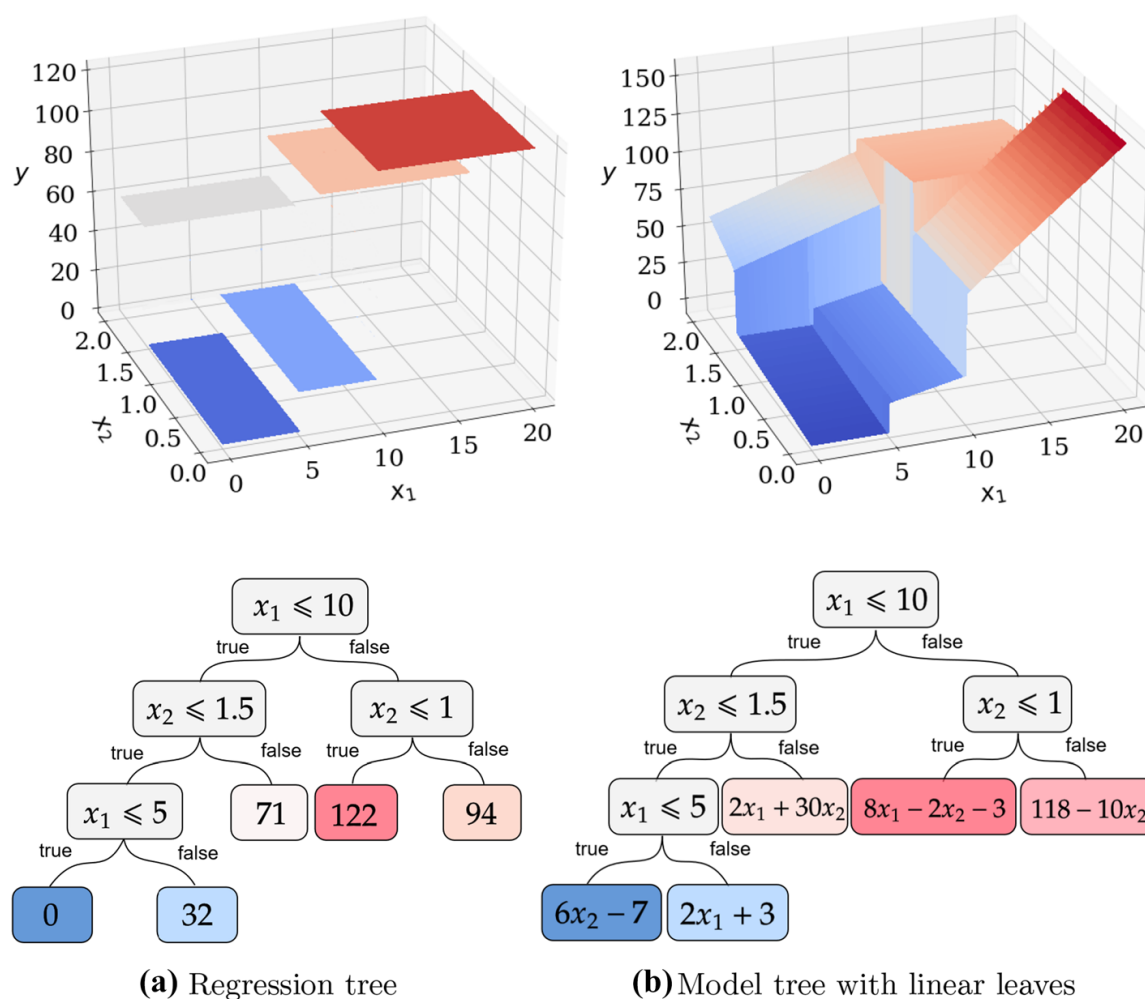 120
100
80
60
40
20
0
y
2.0
1.5
1.0
0.5
0.0
x₂
0
5
10
15
20
x₁
150
125
100
75
50
25
0
y
2.0
1.5
1.0
0.5
0.0
x₂
0
5
10
15
20
x₁
x₁ ⩽ 10
true false
x₂ ⩽ 1.5 x₂ ⩽ 1
true false true false
x₁ ⩽ 5 71 122 94
true false
0 32
(a) Regression tree
x₁ ⩽ 10
true false
x₂ ⩽ 1.5 x₂ ⩽ 1
true false true false
x₁ ⩽ 5 2x₁ + 30x₂ 8x₁ − 2x₂ − 3 118 − 10x₂
true false
6x₂ − 7 2x₁ + 3
(b) Model tree with linear leaves